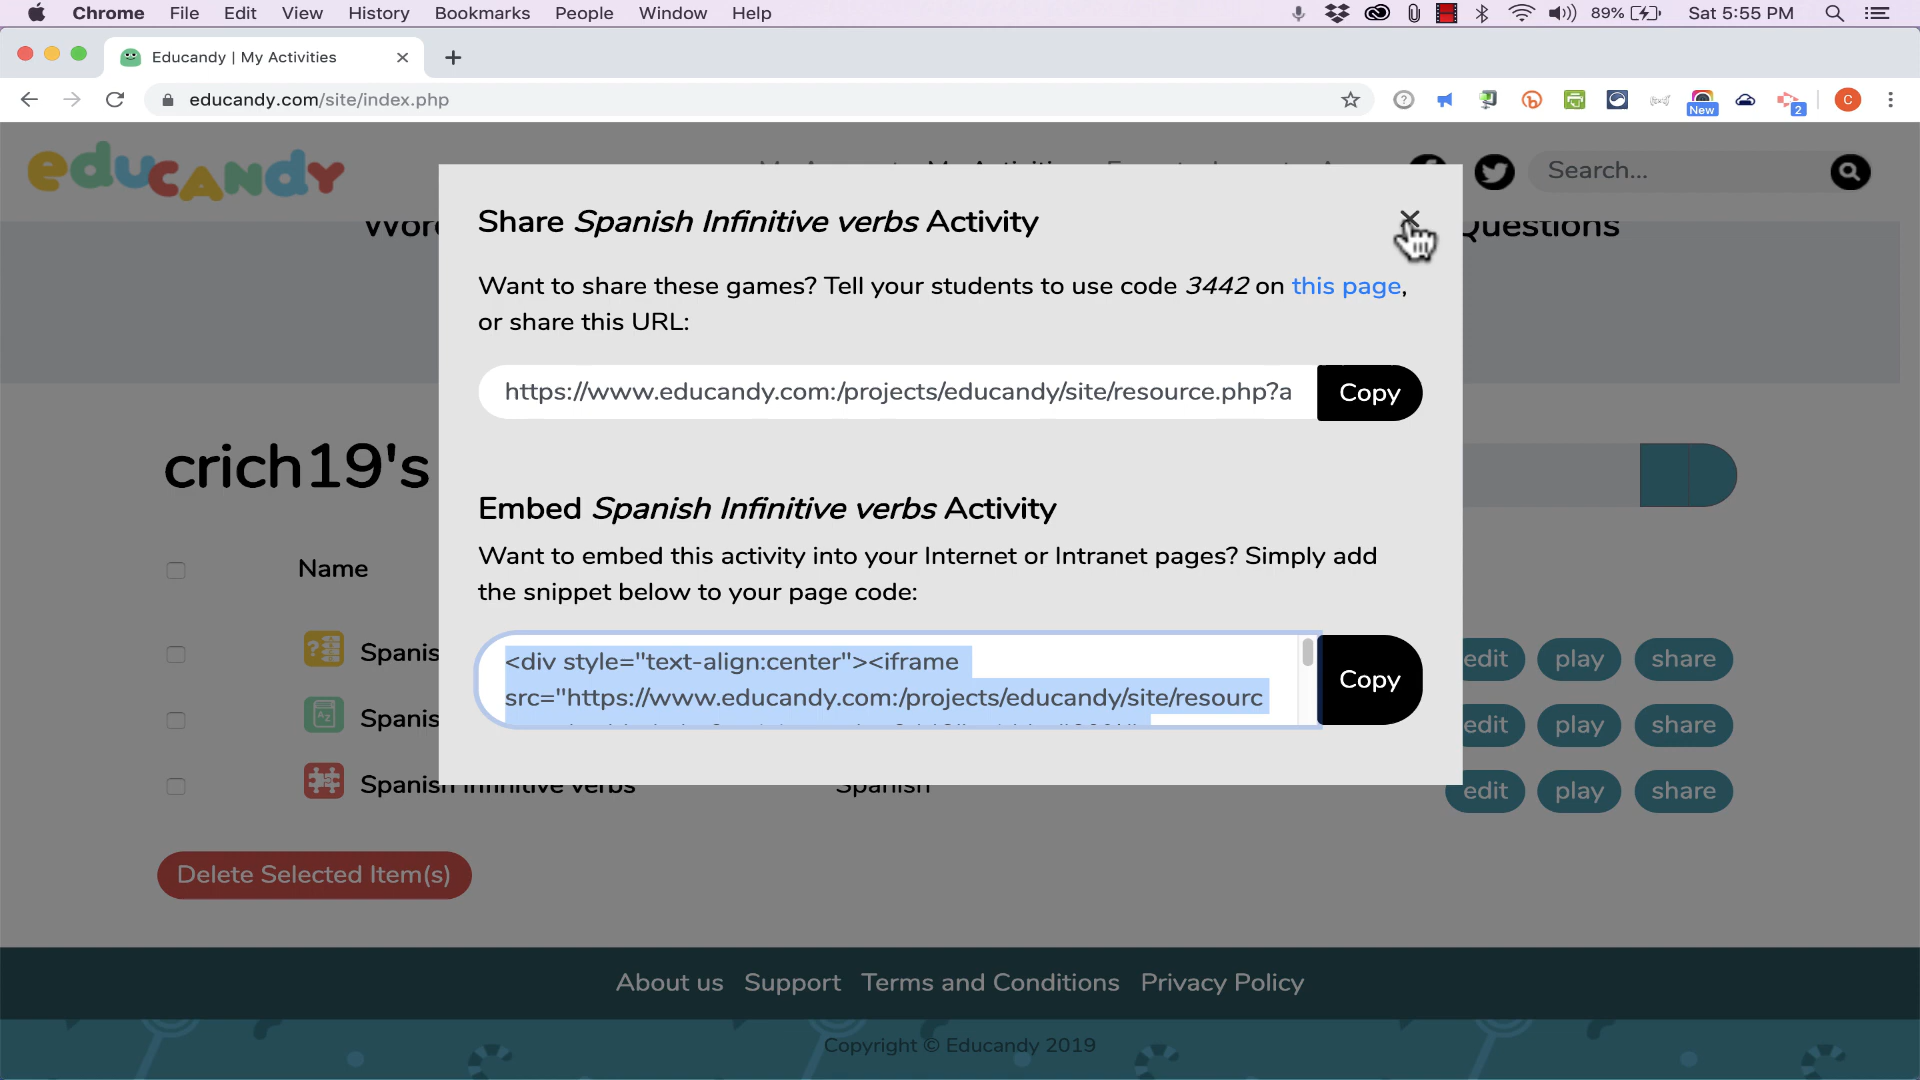 Chrome File Edit View History Bookmarks People Window Help 89% Sat 5:55 PM
Educandy | My Activities
educandy.com/site/index.php New 2 C
educandy Search...
Share Spanish Infinitive verbs Activity
Questions
Want to share these games? Tell your students to use code 3442 on this page,
or share this URL:
https://www.educandy.com:/projects/educandy/site/resource.php?a Copy
crich19's
Embed Spanish Infinitive verbs Activity
Want to embed this activity into your Internet or Intranet pages? Simply add
the snippet below to your page code:
Name
<div style="text-align:center"><iframe
src="https://www.educandy.com:/projects/educandy/site/resourc
Copy
Spanis edit play share
Spanis edit play share
Spanish Infinitive verbs Spanish edit play share
Delete Selected Item(s)
About us Support Terms and Conditions Privacy Policy
Copyright © Educandy 2019